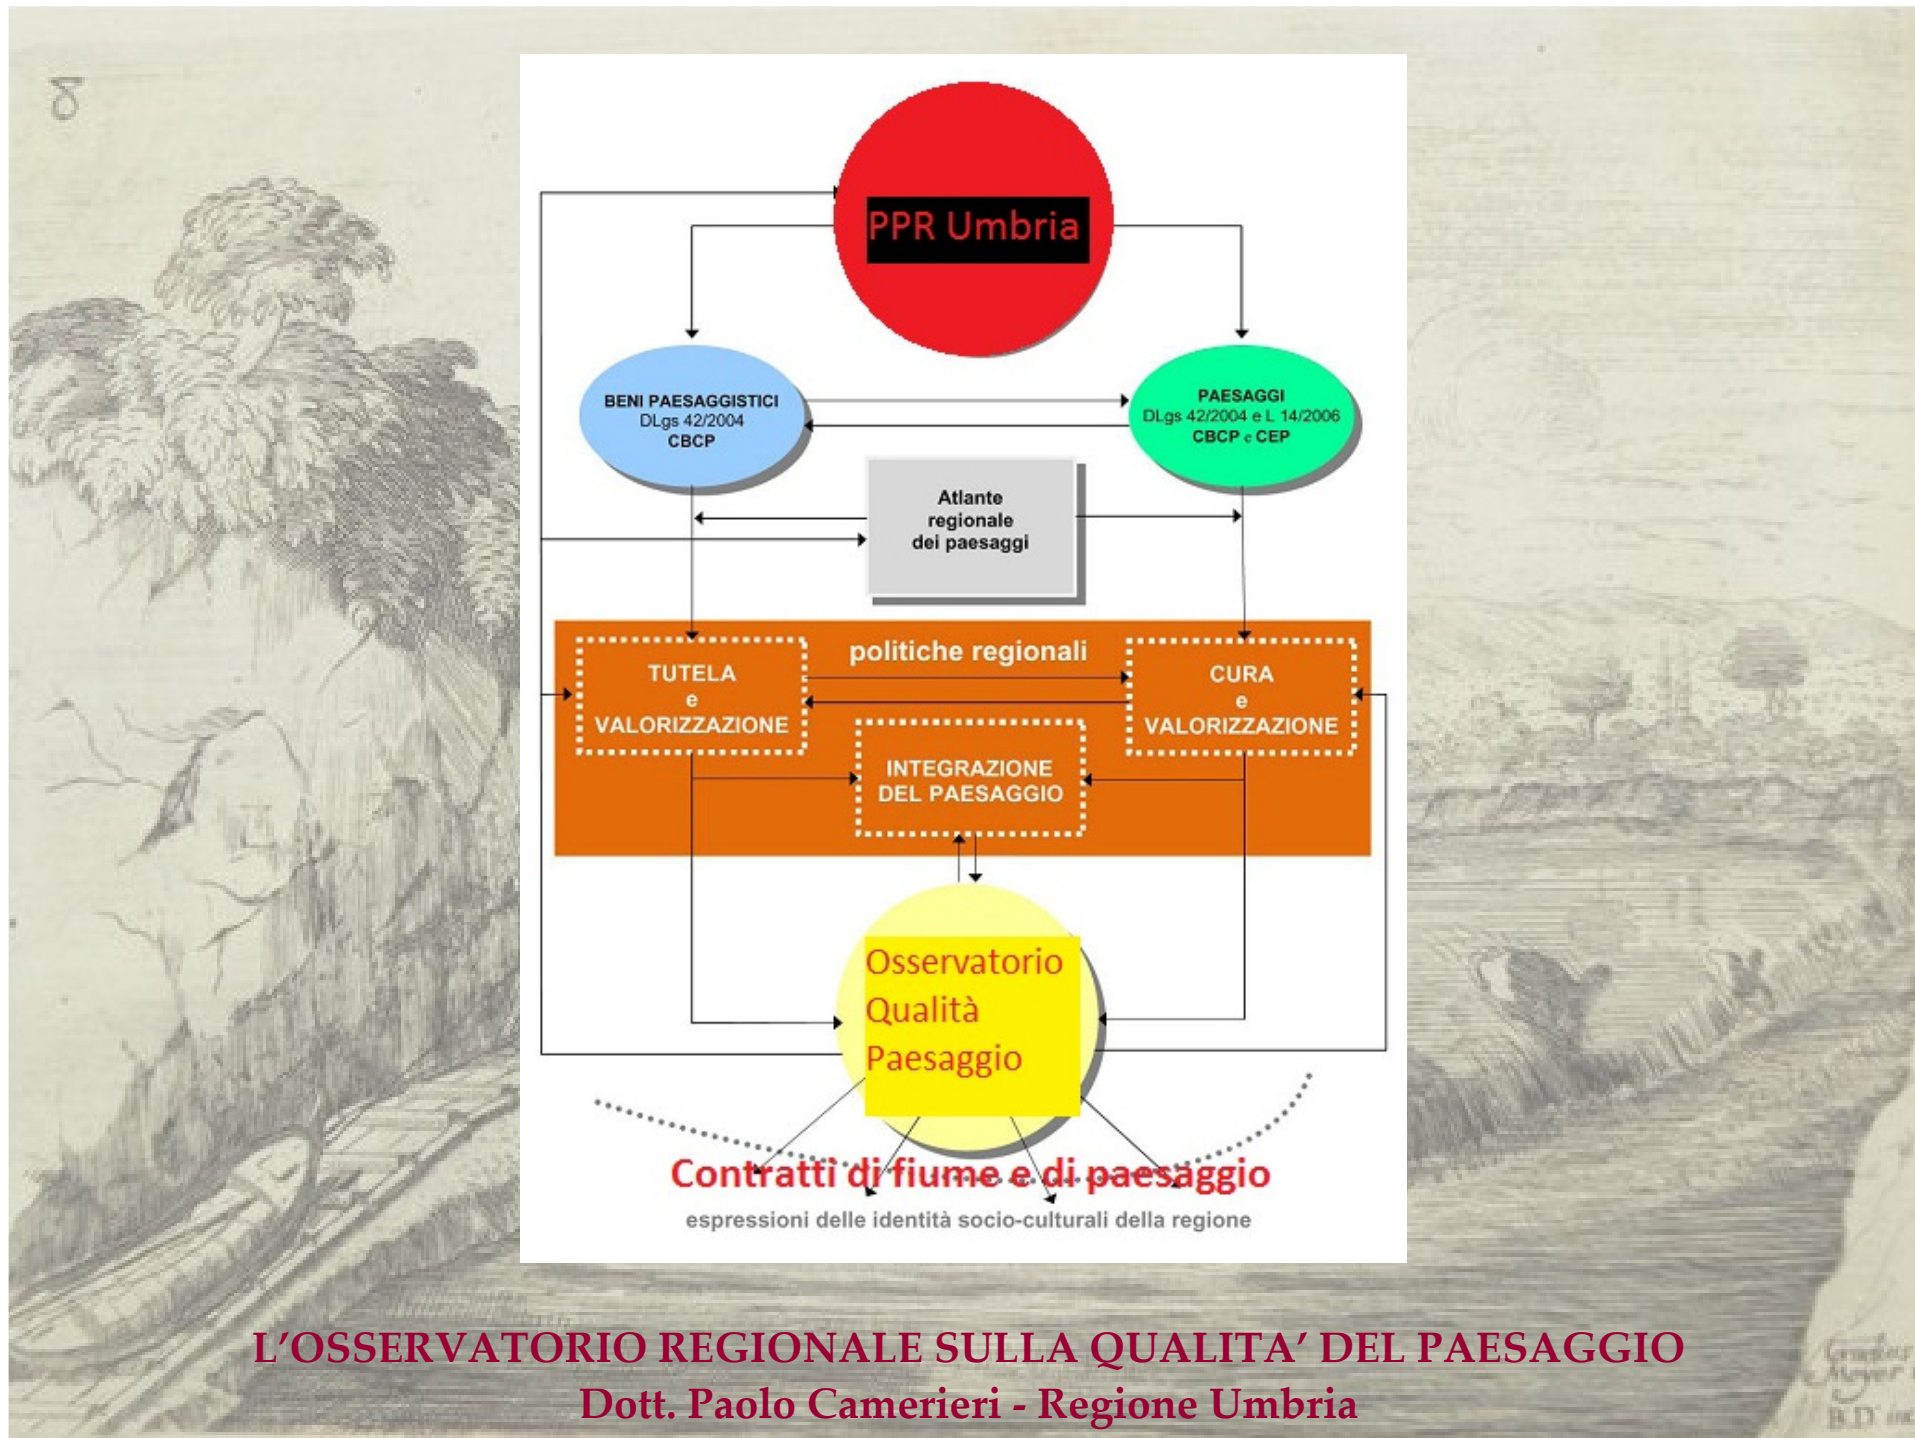 δ
PPR Umbria
BENI PAESAGGISTICI
DLgs 42/2004
CBCP
PAESAGGI
DLgs 42/2004 e L 14/2006
CBCP e CEP
Atlante
regionale
dei paesaggi
politiche regionali
TUTELA
e
VALORIZZAZIONE
CURA
e
VALORIZZAZIONE
INTEGRAZIONE
DEL PAESAGGIO
Osservatorio
Qualità
Paesaggio
Contratti di fiume e di paesaggio
espressioni delle identità socio-culturali della regione
L’OSSERVATORIO REGIONALE SULLA QUALITA’ DEL PAESAGGIO
Dott. Paolo Camerieri - Regione Umbria
Meyer
B.D.